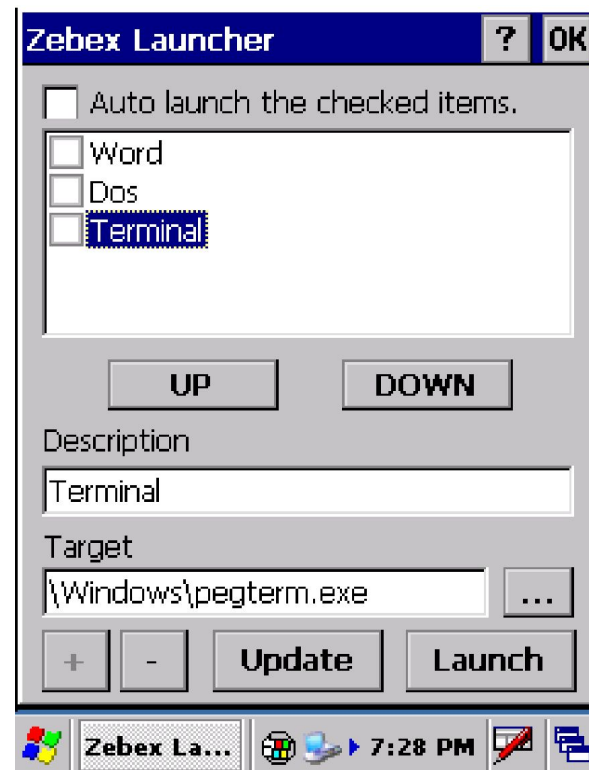 Zebex Launcher ? OK
Auto launch the checked items.
Word
Dos
Terminal
UP DOWN
Description
Terminal
Target
\Windows\pegterm.exe ...
+ - Update Launch
Zebex La... 7:28 PM